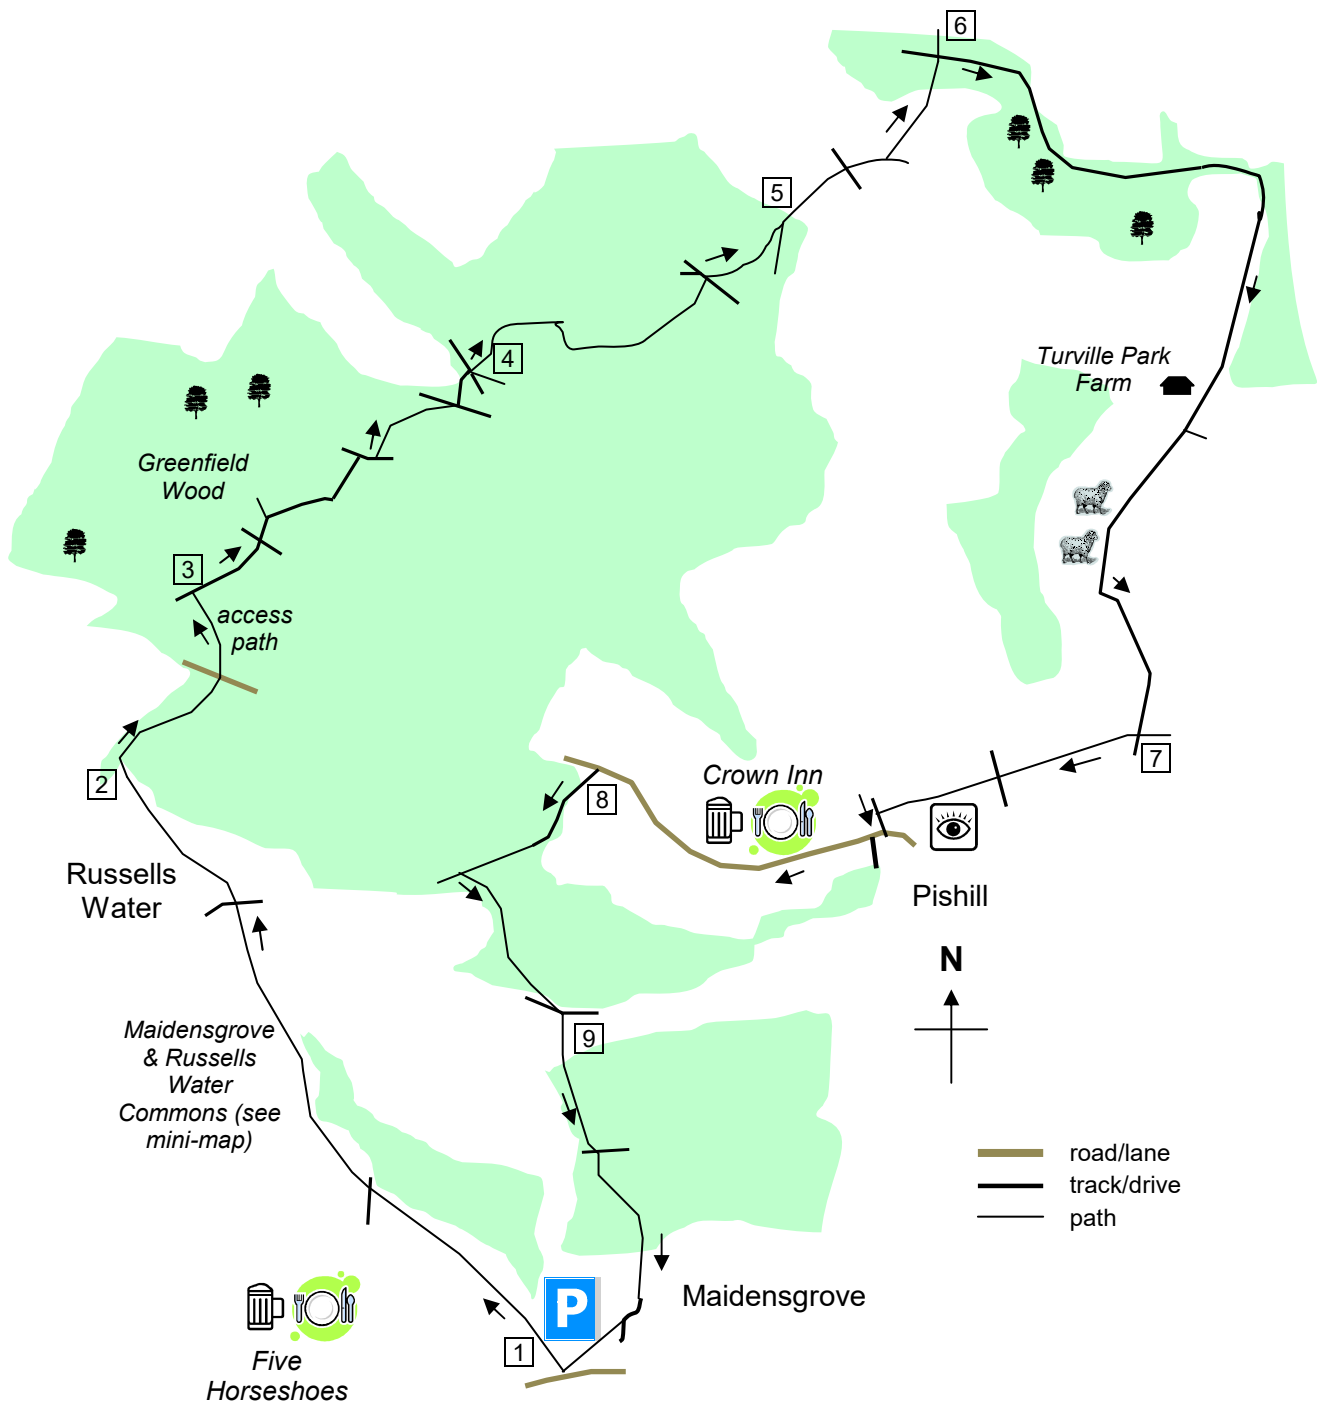 6
5
Turville Park
Farm
4
Greenfield
Wood
3
access
path
2
7
Crown Inn
8
Russells
Water
Pishill
N
Maidensgrove
& Russells
Water
Commons (see
mini-map)
9
road/lane
track/drive
path
P
Maidensgrove
1
Five
Horseshoes